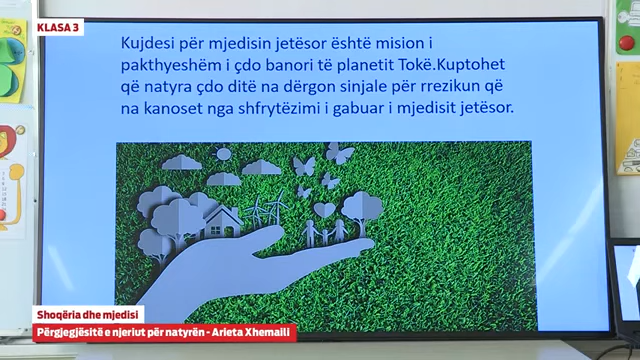 KLASA 3
Kujdesi për mjedisin jetësor është mision i
pakthyeshëm i çdo banori të planetit Tokë.Kuptohet
që natyra çdo ditë na dërgon sinjale për rrezikun që
na kanoset nga shfrytëzimi i gabuar i mjedisit jetësor.
Shoqëria dhe mjedisi
Përgjegjësitë e njeriut për natyrën - Arieta Xhemaili